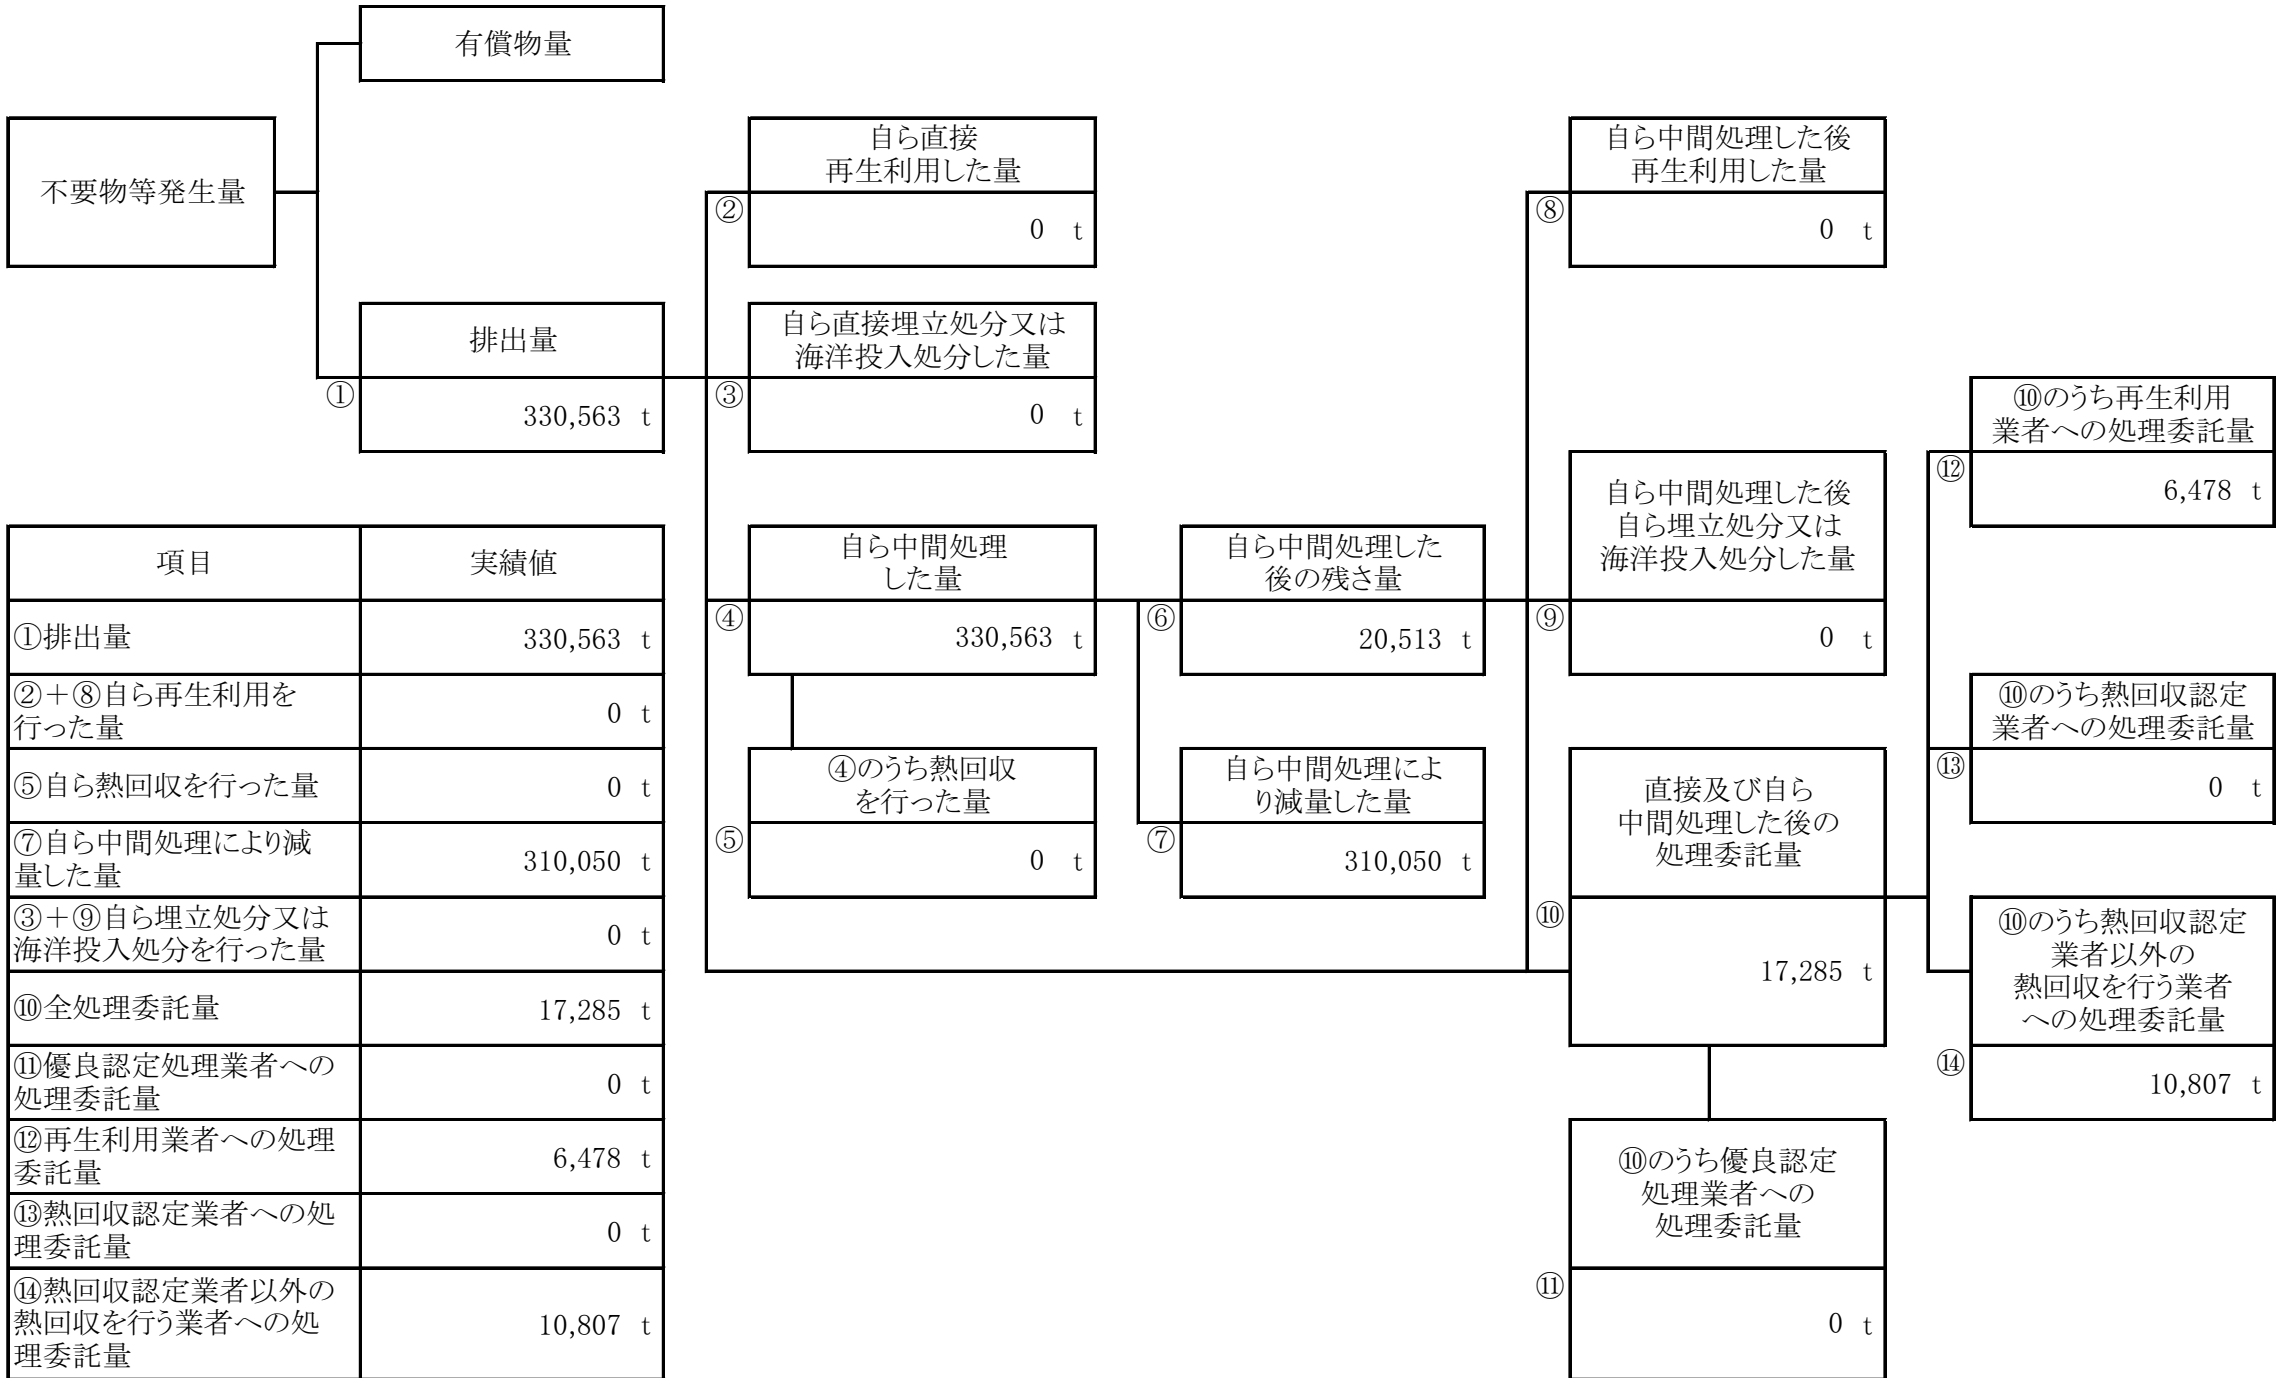 有償物量
不要物等発生量
排出量
①
330,563 t
自ら直接
再生利用した量
②
0 t
自ら直接埋立処分又は
海洋投入処分した量
③
0 t
自ら中間処理
した量
④
330,563 t
④のうち熱回収
を行った量
⑤
0 t
自ら中間処理した
後の残さ量
⑥
20,513 t
自ら中間処理によ
り減量した量
⑦
310,050 t
自ら中間処理した後
再生利用した量
⑧
0 t
自ら中間処理した後
自ら埋立処分又は
海洋投入処分した量
⑨
0 t
直接及び自ら
中間処理した後の
処理委託量
⑩
17,285 t
⑩のうち優良認定
処理業者への
処理委託量
⑪
0 t
⑩のうち再生利用
業者への処理委託量
⑫
6,478 t
⑩のうち熱回収認定
業者への処理委託量
⑬
0 t
⑩のうち熱回収認定
業者以外の
熱回収を行う業者
への処理委託量
⑭
10,807 t
項目 実績値
①排出量 330,563 t
②＋⑧自ら再生利用を
行った量 0 t
⑤自ら熱回収を行った量 0 t
⑦自ら中間処理により減
量した量 310,050 t
③＋⑨自ら埋立処分又は
海洋投入処分を行った量 0 t
⑩全処理委託量 17,285 t
⑪優良認定処理業者への
処理委託量 0 t
⑫再生利用業者への処理
委託量 6,478 t
⑬熱回収認定業者への処
理委託量 0 t
⑭熱回収認定業者以外の
熱回収を行う業者への処
理委託量 10,807 t